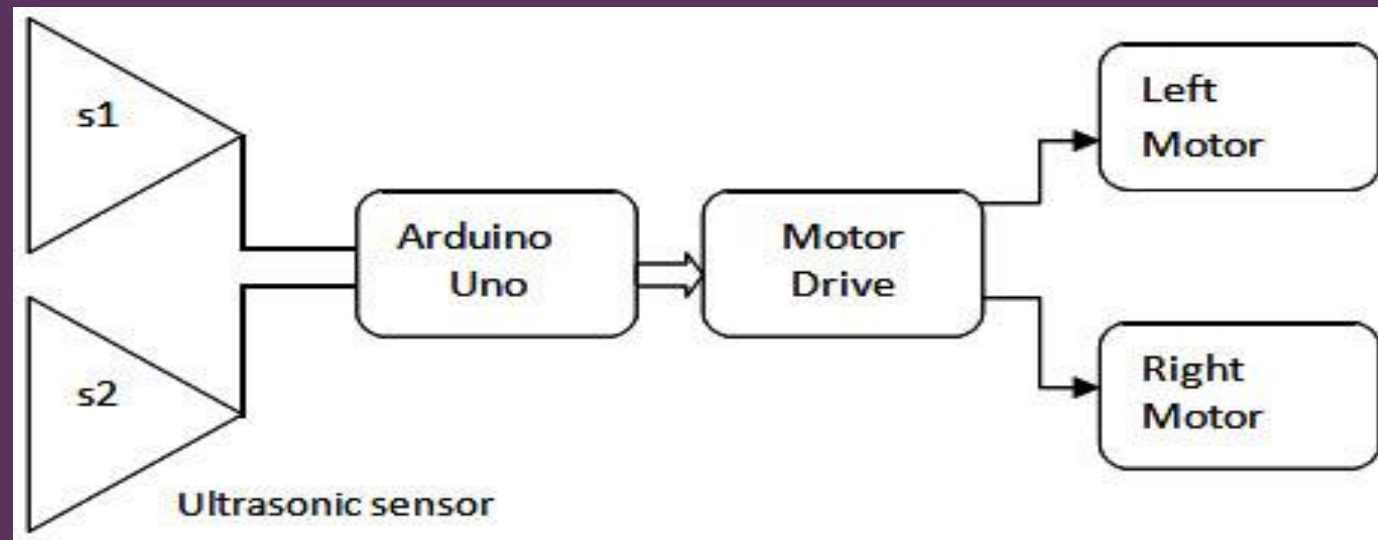 s1
s2
Ultrasonic sensor
Arduino
Uno
Motor
Drive
Left
Motor
Right
Motor